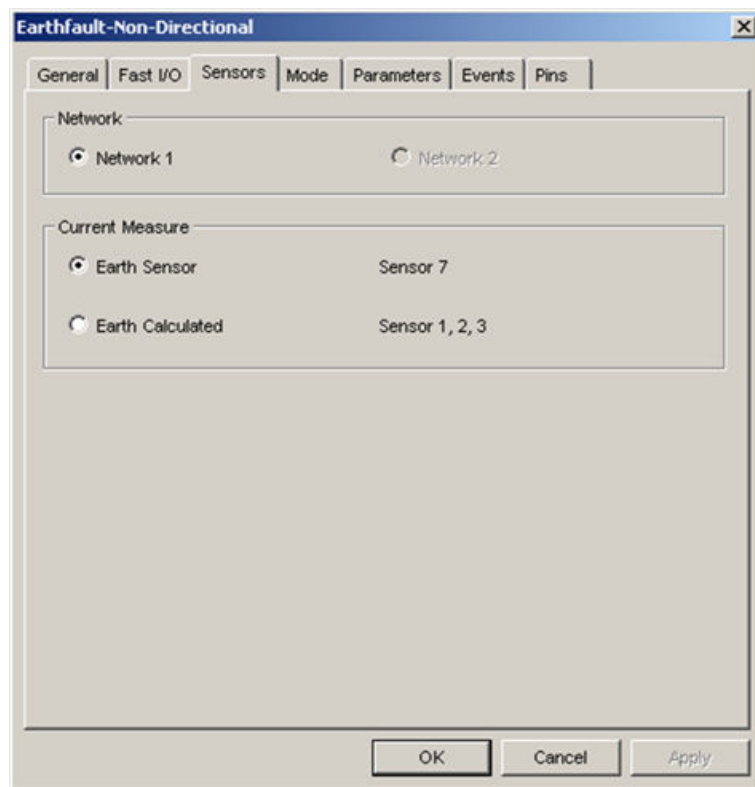 Earthfault-Non-Directional
General Fast I/O Sensors Mode Parameters Events Pins
Network
Network 1 Network 2
Current Measure
Earth Sensor Sensor 7
Earth Calculated Sensor 1, 2, 3
OK Cancel Apply